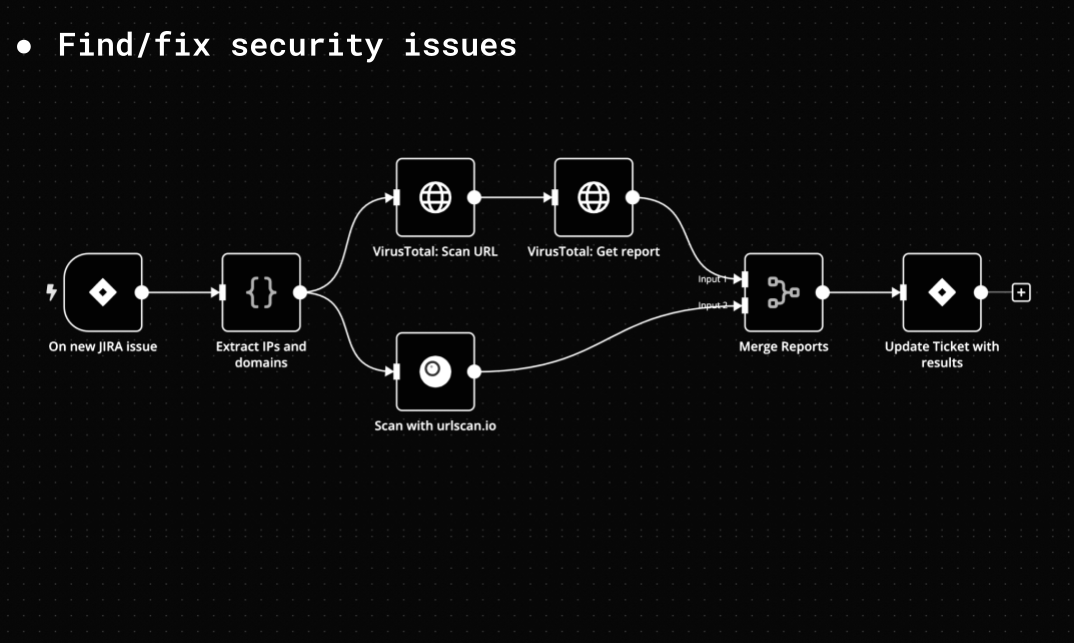 ● Find/fix security issues
VirusTotal: Scan URL
VirusTotal: Get report
Input 1
Input 2
On new JIRA issue
{}
Extract IPs and
domains
Merge Reports
Update Ticket with
results
Scan with urlscan.io